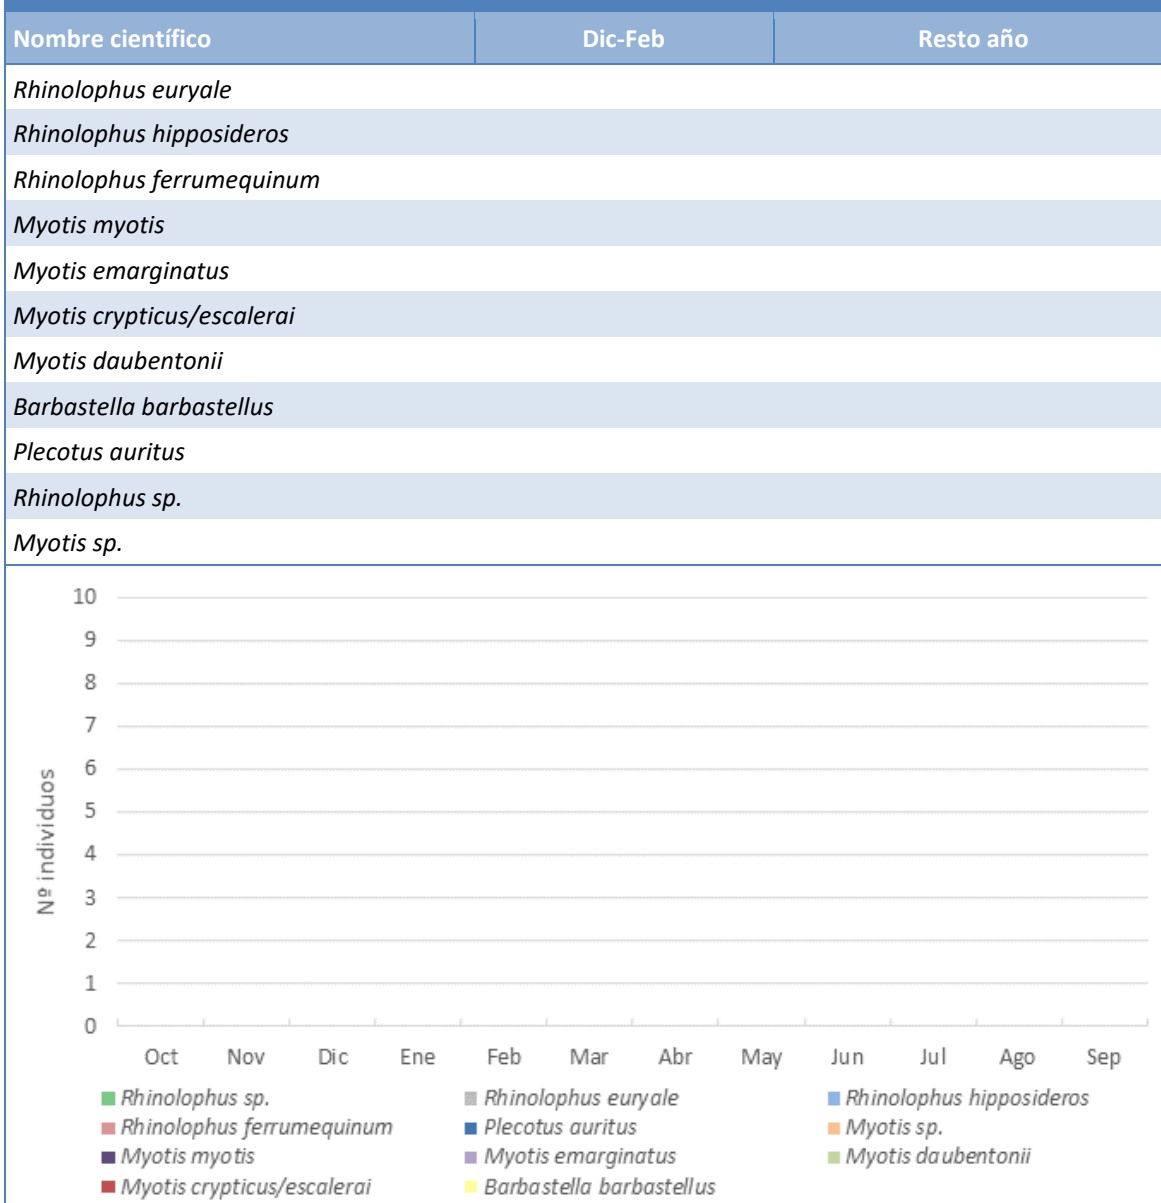 Nombre científico Dic-Feb Resto año
Rhinolophus euryale
Rhinolophus hipposideros
Rhinolophus ferrumequinum
Myotis myotis
Myotis emarginatus
Myotis crypticus/escalerai
Myotis daubentonii
Barbastella barbastellus
Plecotus auritus
Rhinolophus sp.
Myotis sp.
10
9
8
7
6
5
4
3
2
1
0
Nº individuos
Oct Nov Dic Ene Feb Mar Abr May Jun Jul Ago Sep
Rhinolophus sp. Rhinolophus euryale Rhinolophus hipposideros
Rhinolophus ferrumequinum Plecotus auritus Myotis sp.
Myotis myotis Myotis emarginatus Myotis daubentonii
Myotis crypticus/escalerai Barbastella barbastellus